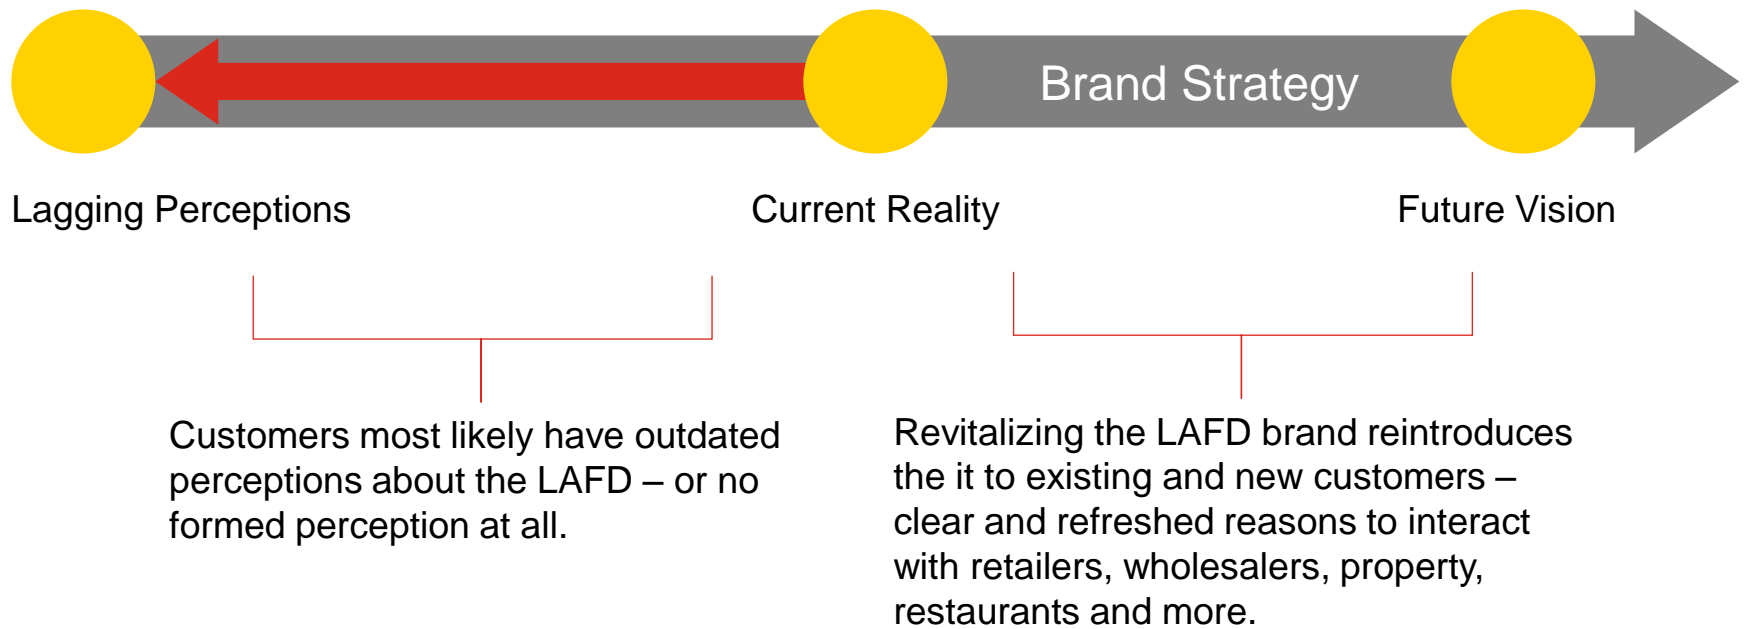 Brand Strategy
Lagging Perceptions
Current Reality
Future Vision
Customers most likely have outdated
perceptions about the LAFD – or no
formed perception at all.
Revitalizing the LAFD brand reintroduces
the it to existing and new customers –
clear and refreshed reasons to interact
with retailers, wholesalers, property,
restaurants and more.